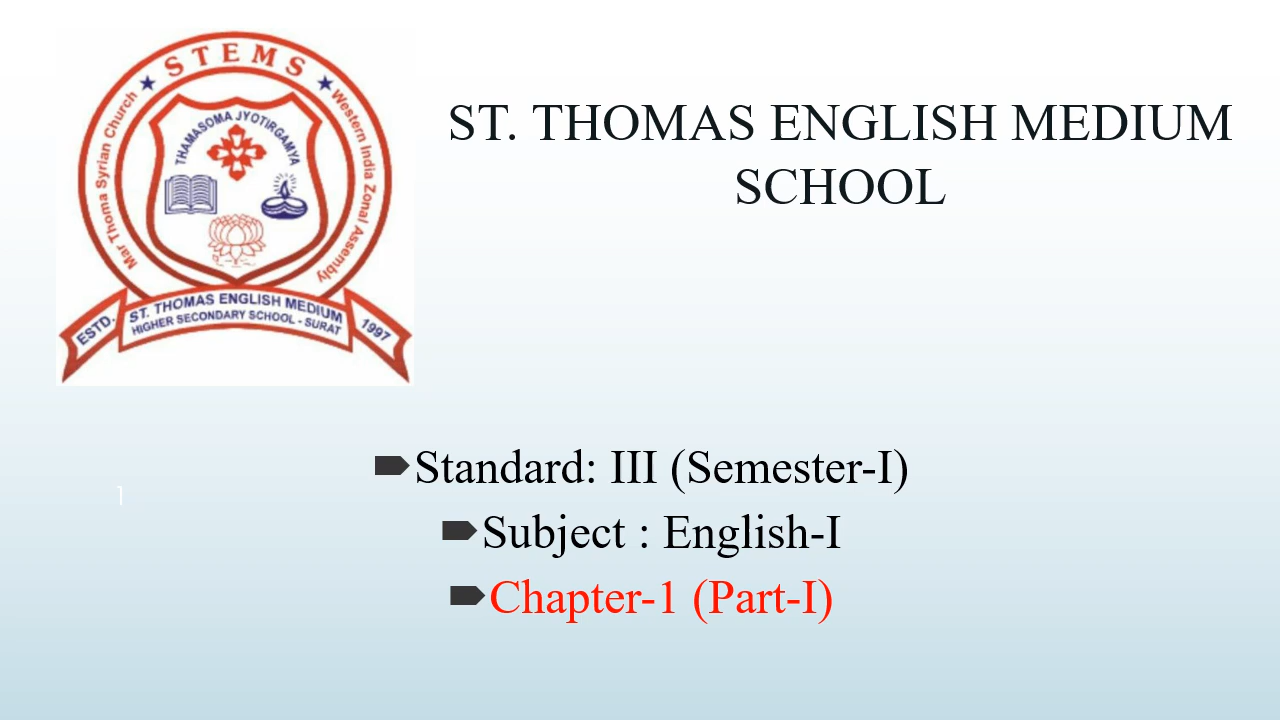 STEMS
Mar Thoma Syrian Church
Western India Zonal Assembly
THAMASOMA JYOTIRGAMYA
ESTD.
ST. THOMAS ENGLISH MEDIUM
HIGHER SECONDARY SCHOOL - SURAT
1997
ST. THOMAS ENGLISH MEDIUM
SCHOOL
Standard: III (Semester-I)
1
Subject : English-I
Chapter-1 (Part-I)